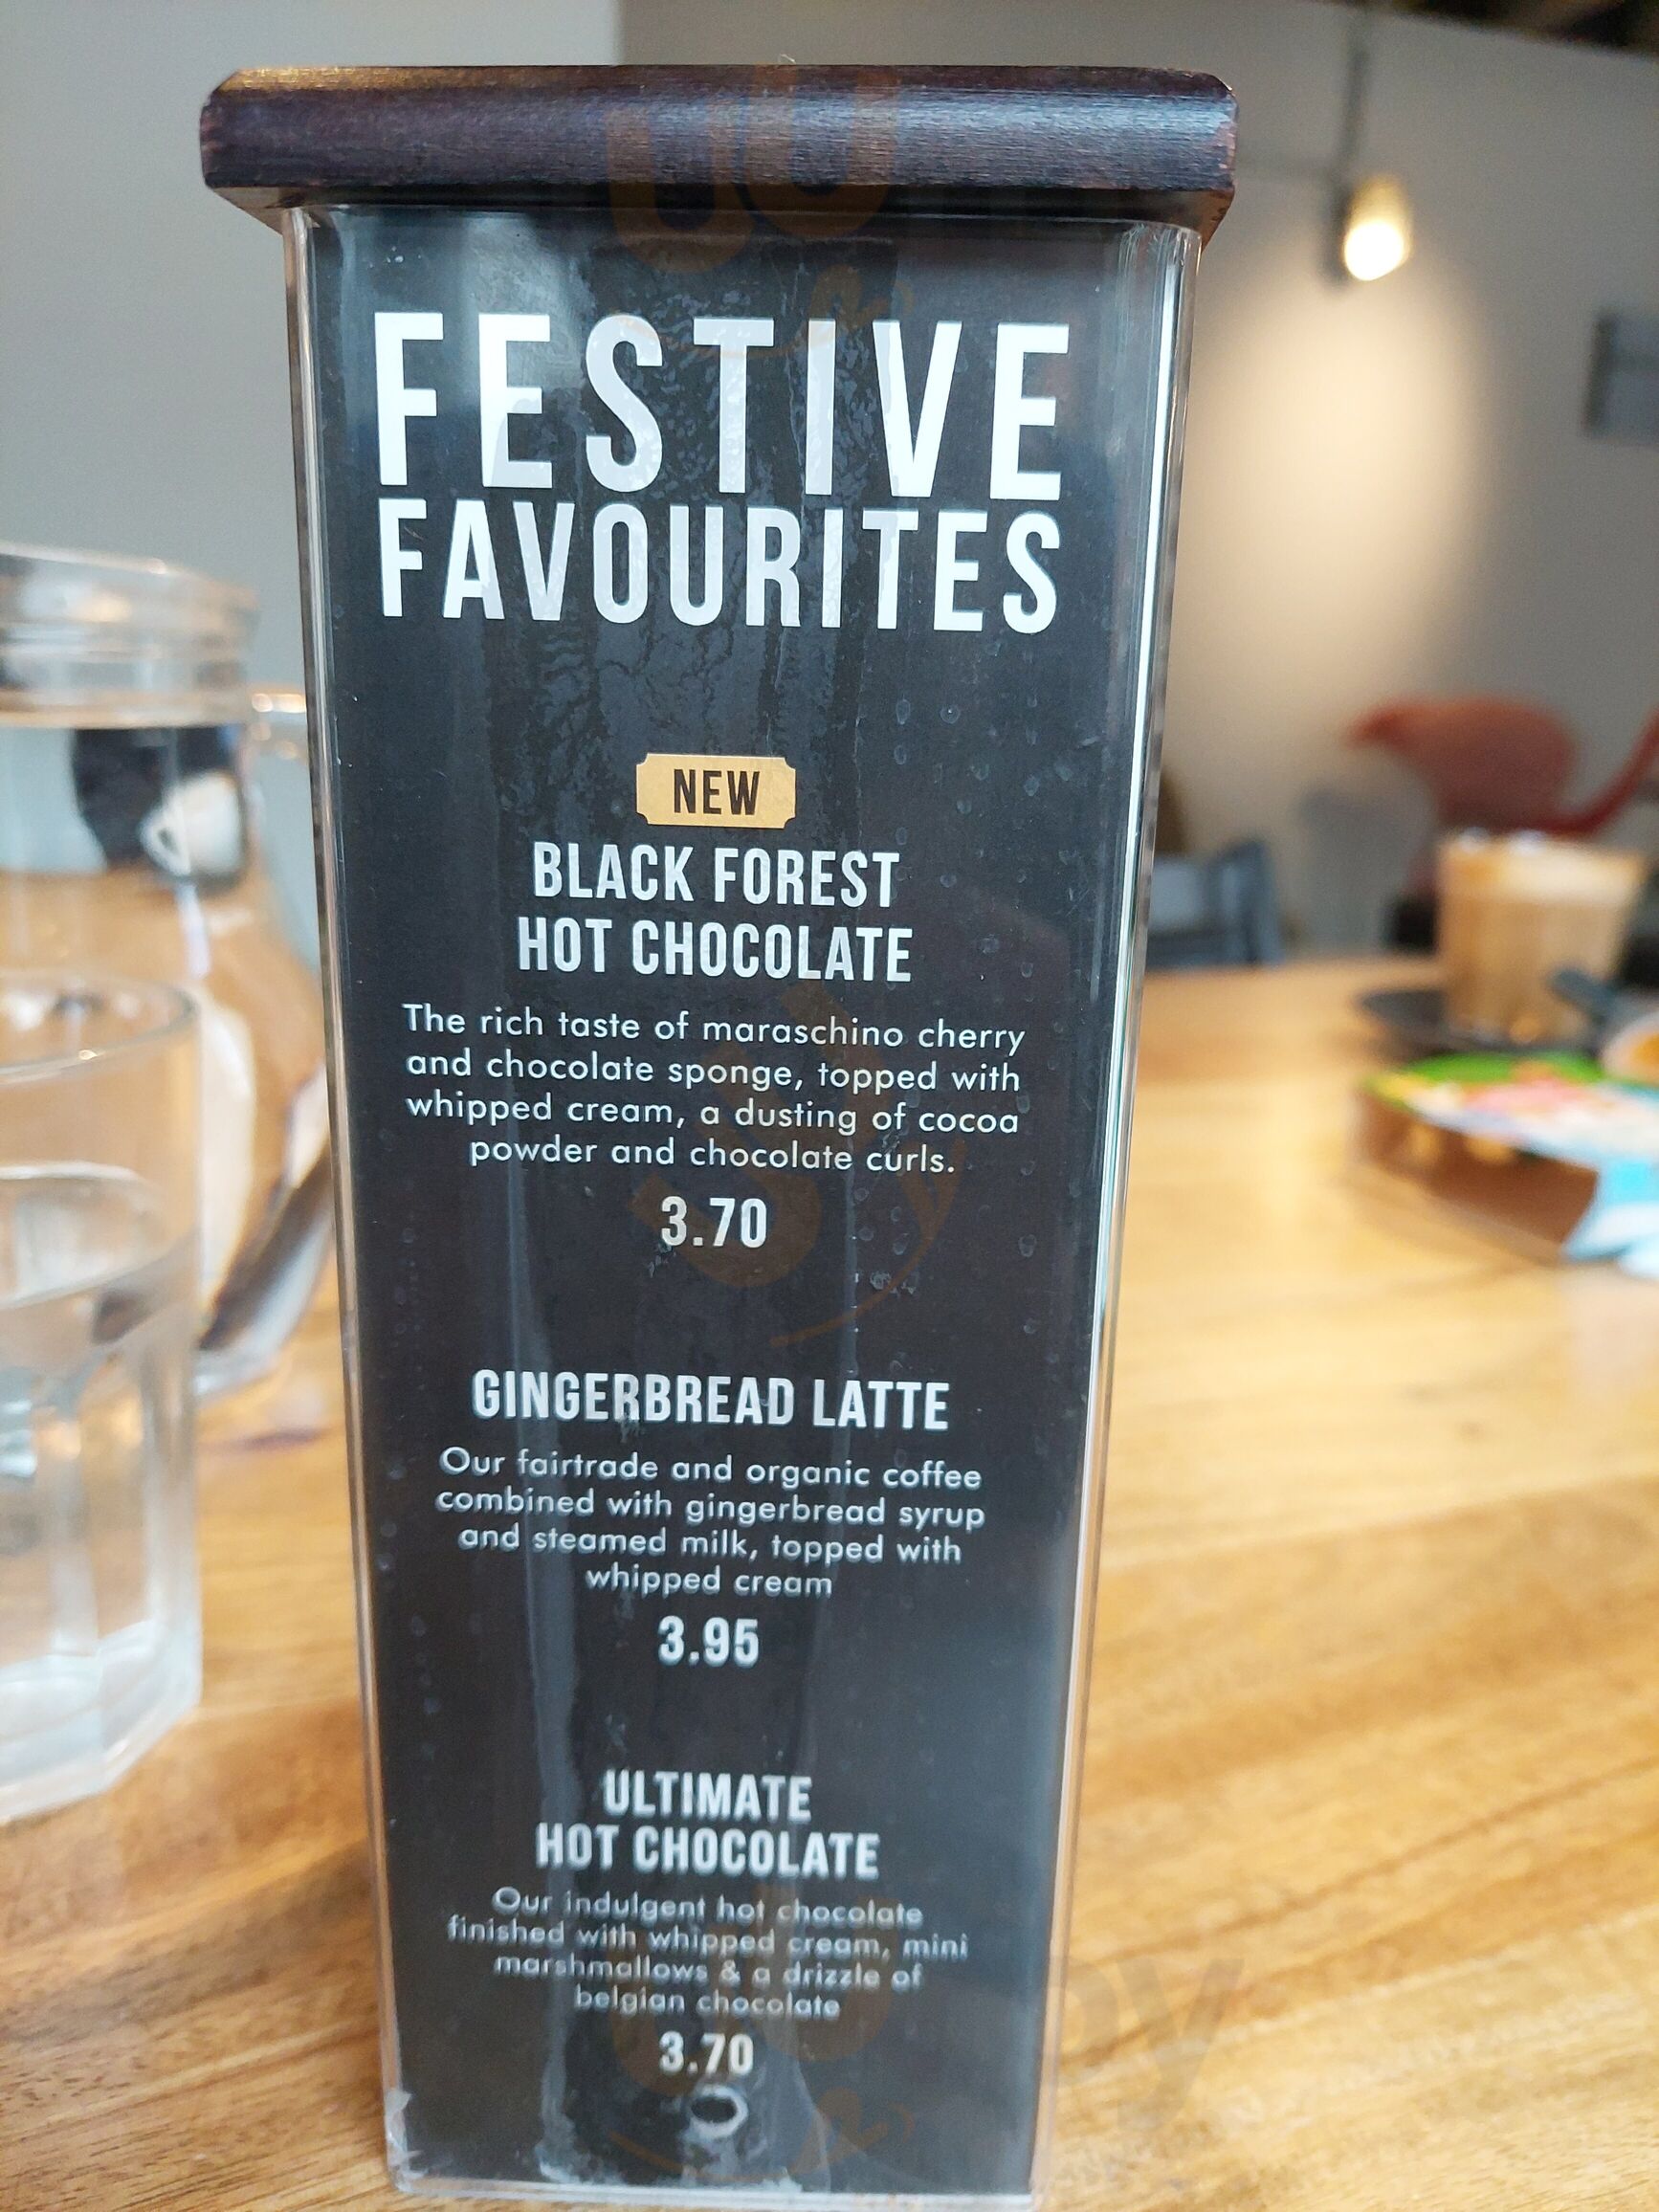 FESTIVE
FAVOURITES
NEW
BLACK FOREST
HOT CHOCOLATE
The rich taste of maraschino cherry
and chocolate sponge, topped with
whipped cream, a dusting of cocoa
powder and chocolate curls.
3.70
GINGERBREAD LATTE
Our fairtrade and organic coffee
combined with gingerbread syrup
and steamed milk, topped with
whipped cream
3.95
ULTIMATE
HOT CHOCOLATE
Our indulgent hot chocolate
finished with whipped cream, mini
marshmallows & a drizzle of
belgian chocolate
3.70